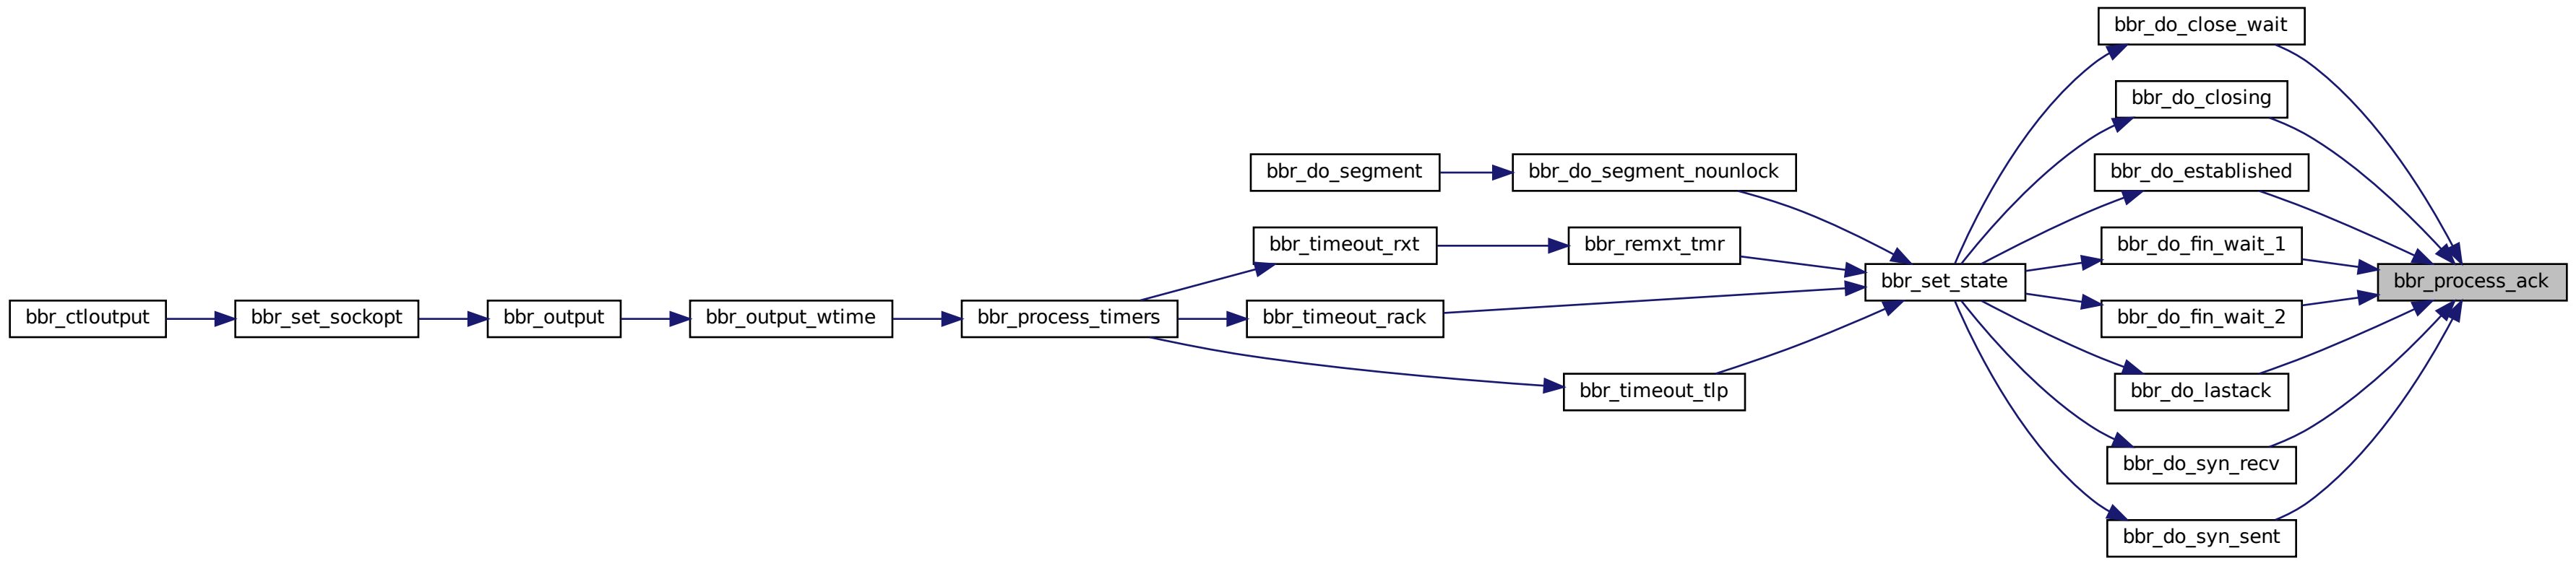 bbr_do_close_wait
bbr_do_closing
bbr_do_segment
bbr_do_segment_nounlock
bbr_do_established
bbr_timeout_rxt
bbr_remxt_tmr
bbr_do_fin_wait_1
bbr_set_state
bbr_process_ack
bbr_ctloutput
bbr_set_sockopt
bbr_output
bbr_output_wtime
bbr_process_timers
bbr_timeout_rack
bbr_do_fin_wait_2
bbr_timeout_tlp
bbr_do_lastack
bbr_do_syn_recv
bbr_do_syn_sent